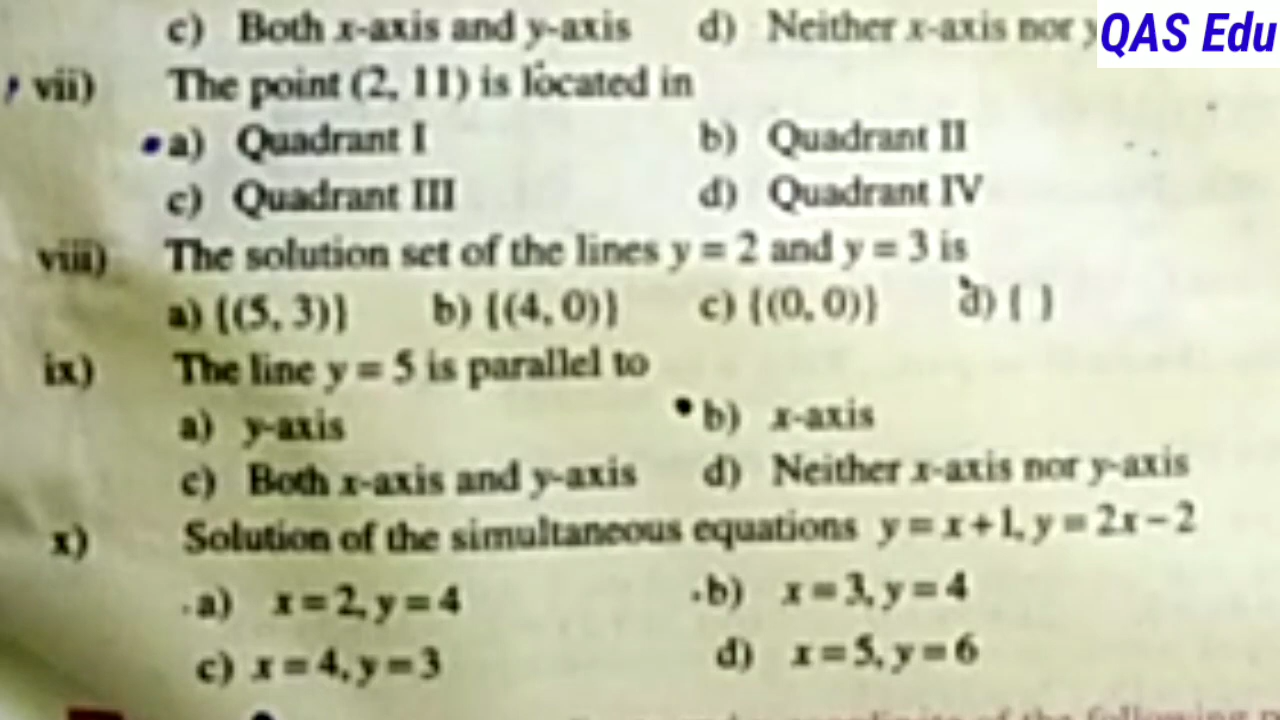 c) Both x-axis and y-axis d) Neither x-axis nor y
QAS Edu
vii) The point (2, 11) is located in
a) Quadrant I b) Quadrant II
c) Quadrant III d) Quadrant IV
viii) The solution set of the lines y = 2 and y = 3 is
a) {(5, 3)} b) {(4, 0)} c) {(0, 0)} d) { }
ix) The line y = 5 is parallel to
a) y-axis b) x-axis
c) Both x-axis and y-axis d) Neither x-axis nor y-axis
x) Solution of the simultaneous equations y = x + 1, y = 2x − 2
a) x = 2, y = 4 b) x = 3, y = 4
c) x = 4, y = 3 d) x = 5, y = 6
of the following